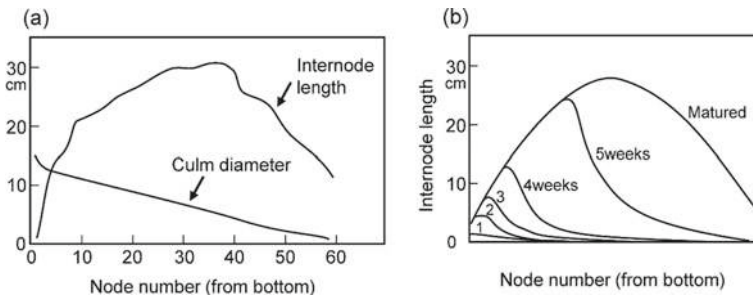 (a)
30
cm
20
10
0
Internode
length
Culm diameter
0 10 20 30 40 50 60
Node number (from bottom)
(b)
Internode length
30
cm
20
10
0
Matured
5weeks
4weeks
3
2
1
Node number (from bottom)